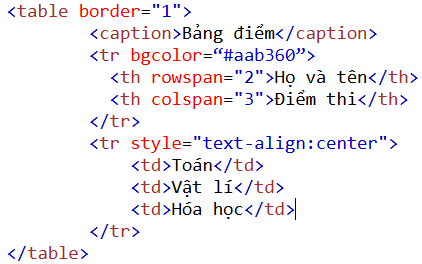 <table border="1">
<caption>Bảng điểm</caption>
<tr bgcolor=“#aab360”>
<th rowspan="2">Họ và tên</th>
<th colspan="3">Điểm thi</th>
</tr>
<tr style="text-align:center">
<td>Toán</td>
<td>Vật lí</td>
<td>Hóa học</td>
</tr>
</table>